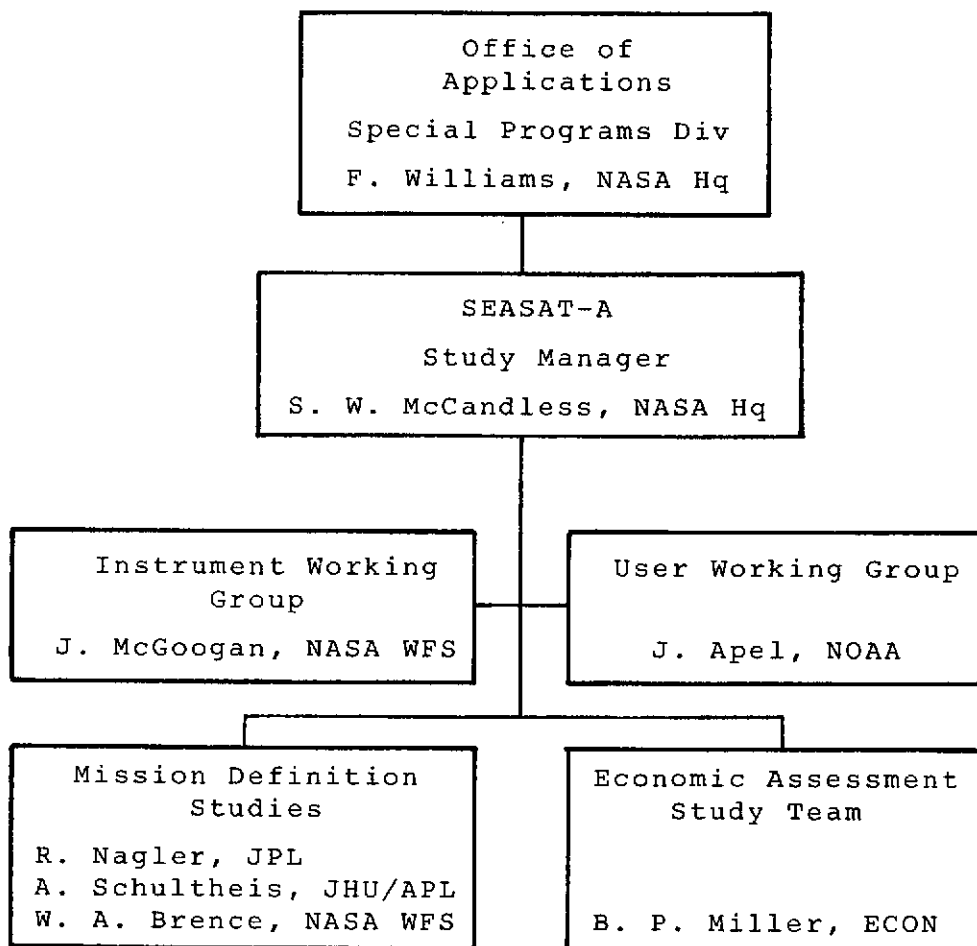 Office of
Applications
Special Programs Div
F. Williams, NASA Hq
SEASAT-A
Study Manager
S. W. McCandless, NASA Hq
Instrument Working
Group
J. McGoogan, NASA WFS
User Working Group
J. Apel, NOAA
Mission Definition
Studies
R. Nagler, JPL
A. Schultheis, JHU/APL
W. A. Brence, NASA WFS
Economic Assessment
Study Team
B. P. Miller, ECON